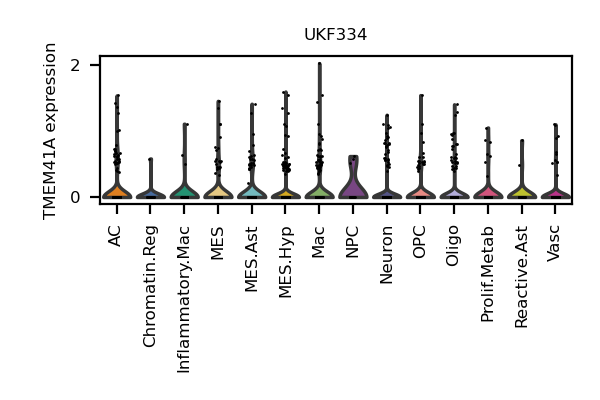 UKF334
TMEM41A expression
2
0
AC
Chromatin.Reg
Inflammatory.Mac
MES
MES.Ast
MES.Hyp
Mac
NPC
Neuron
OPC
Oligo
Prolif.Metab
Reactive.Ast
Vasc